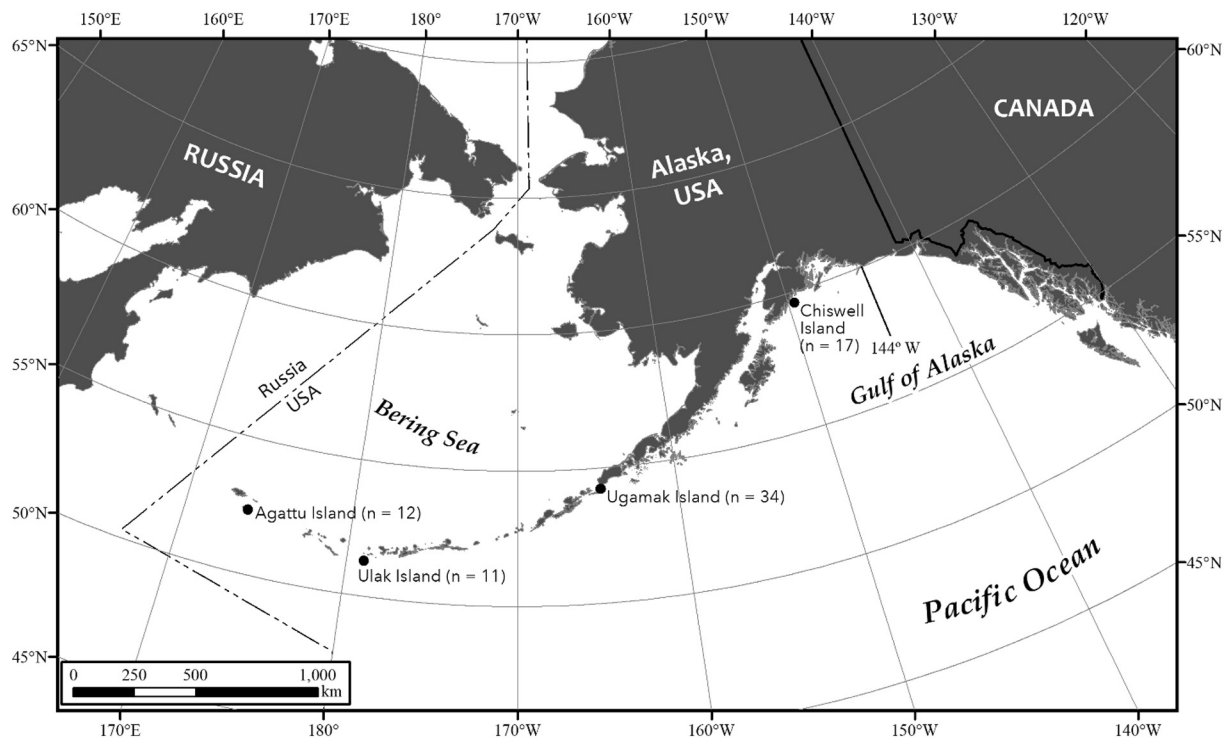 150°E 160°E 170°E 180° 170°W 160°W 150°W 140°W 130°W 120°W
65°N
60°N
CANADA
RUSSIA
Alaska,
USA
60°N
55°N
Chiswell
Island
(n = 17)
144º W
Gulf of Alaska
55°N
Russia
USA
Bering Sea
50°N
Ugamak Island (n = 34)
50°N
Agattu Island (n = 12)
Ulak Island (n = 11)
Pacific Ocean
45°N
45°N
0 250 500 1,000
km
170°E 180° 170°W 160°W 150°W 140°W